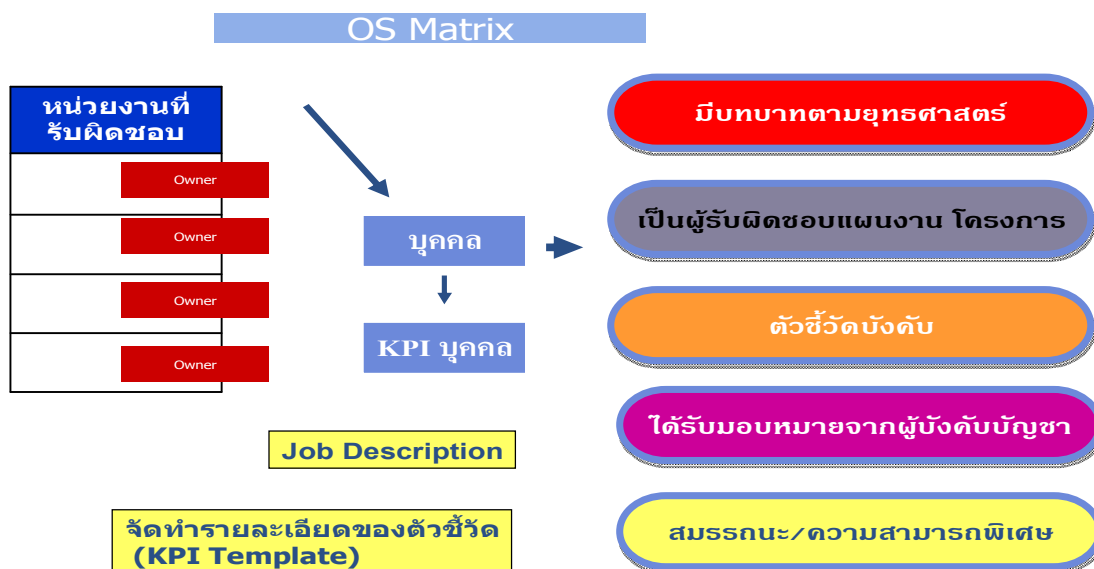 OS Matrix
หน่วยงานที่
รับผิดชอบ
Owner
Owner
Owner
Owner
บุคคล
KPI บุคคล
Job Description
จัดทำรายละเอียดของตัวชี้วัด
(KPI Template)
มีบทบาทตามยุทธศาสตร์
เป็นผู้รับผิดชอบแผนงาน โครงการ
ตัวชี้วัดบังคับ
ได้รับมอบหมายจากผู้บังคับบัญชา
สมรรถนะ/ความสามารถพิเศษ